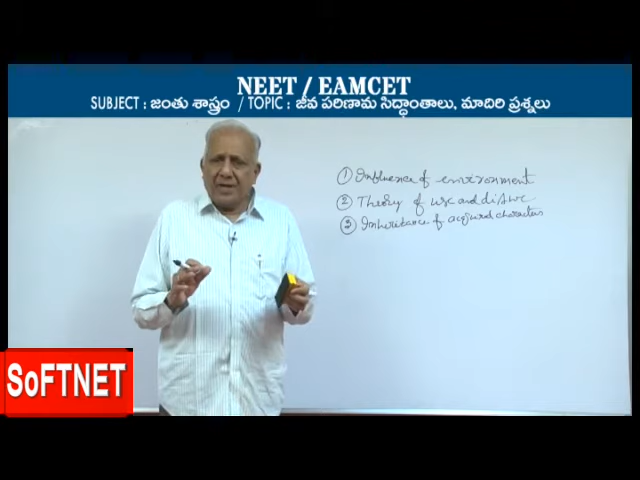 NEET / EAMCET
SUBJECT : జంతు శాస్త్రం / TOPIC : జీవ పరిణామ సిద్ధాంతాలు, మాదిరి ప్రశ్నలు
① Influence of environment
② Theory of use and disuse
③ Inheritance of acquired characters
SoFTNET